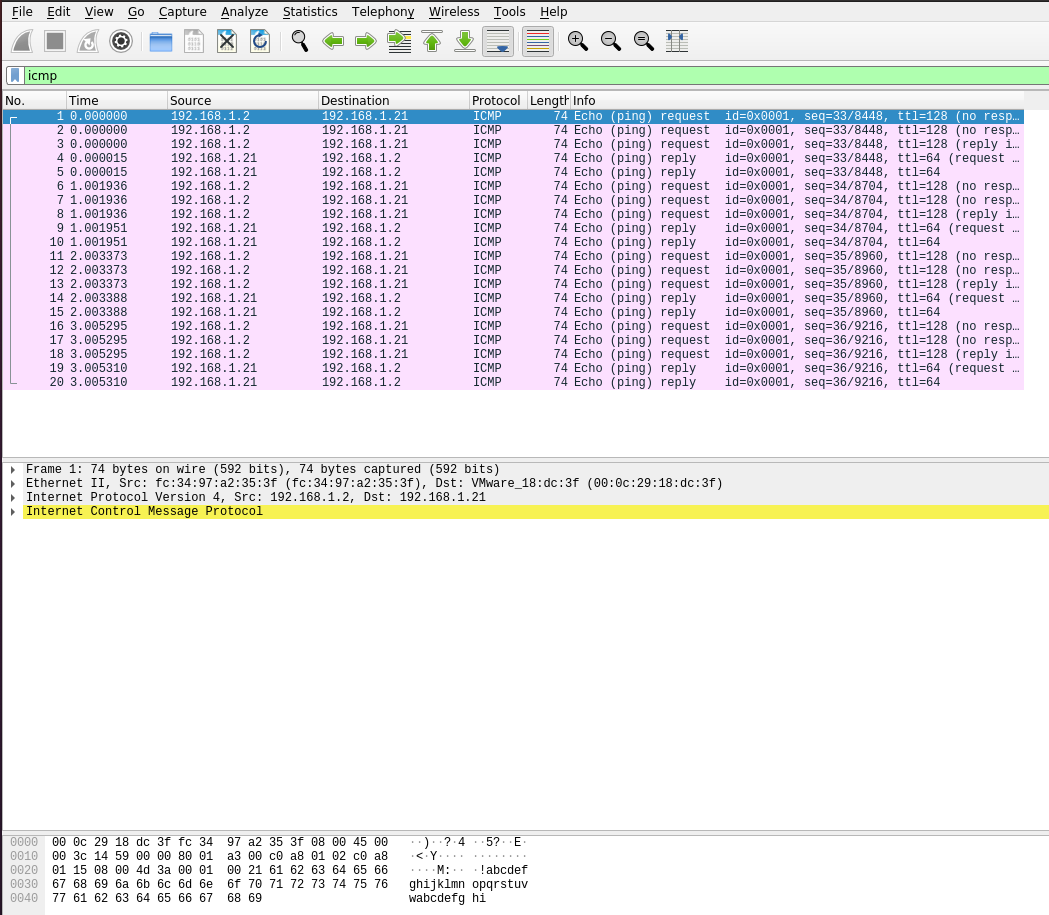 File Edit View Go Capture Analyze Statistics Telephony Wireless Tools Help
icmp
No. Time Source Destination Protocol Length Info
1 0.000000 192.168.1.2 192.168.1.21 ICMP 74 Echo (ping) request id=0x0001, seq=33/8448, ttl=128 (no resp…
2 0.000000 192.168.1.2 192.168.1.21 ICMP 74 Echo (ping) request id=0x0001, seq=33/8448, ttl=128 (no resp…
3 0.000000 192.168.1.2 192.168.1.21 ICMP 74 Echo (ping) request id=0x0001, seq=33/8448, ttl=128 (reply i…
4 0.000015 192.168.1.21 192.168.1.2 ICMP 74 Echo (ping) reply id=0x0001, seq=33/8448, ttl=64 (request …
5 0.000015 192.168.1.21 192.168.1.2 ICMP 74 Echo (ping) reply id=0x0001, seq=33/8448, ttl=64
6 1.001936 192.168.1.2 192.168.1.21 ICMP 74 Echo (ping) request id=0x0001, seq=34/8704, ttl=128 (no resp…
7 1.001936 192.168.1.2 192.168.1.21 ICMP 74 Echo (ping) request id=0x0001, seq=34/8704, ttl=128 (no resp…
8 1.001936 192.168.1.2 192.168.1.21 ICMP 74 Echo (ping) request id=0x0001, seq=34/8704, ttl=128 (reply i…
9 1.001951 192.168.1.21 192.168.1.2 ICMP 74 Echo (ping) reply id=0x0001, seq=34/8704, ttl=64 (request …
10 1.001951 192.168.1.21 192.168.1.2 ICMP 74 Echo (ping) reply id=0x0001, seq=34/8704, ttl=64
11 2.003373 192.168.1.2 192.168.1.21 ICMP 74 Echo (ping) request id=0x0001, seq=35/8960, ttl=128 (no resp…
12 2.003373 192.168.1.2 192.168.1.21 ICMP 74 Echo (ping) request id=0x0001, seq=35/8960, ttl=128 (no resp…
13 2.003373 192.168.1.2 192.168.1.21 ICMP 74 Echo (ping) request id=0x0001, seq=35/8960, ttl=128 (reply i…
14 2.003388 192.168.1.21 192.168.1.2 ICMP 74 Echo (ping) reply id=0x0001, seq=35/8960, ttl=64 (request …
15 2.003388 192.168.1.21 192.168.1.2 ICMP 74 Echo (ping) reply id=0x0001, seq=35/8960, ttl=64
16 3.005295 192.168.1.2 192.168.1.21 ICMP 74 Echo (ping) request id=0x0001, seq=36/9216, ttl=128 (no resp…
17 3.005295 192.168.1.2 192.168.1.21 ICMP 74 Echo (ping) request id=0x0001, seq=36/9216, ttl=128 (no resp…
18 3.005295 192.168.1.2 192.168.1.21 ICMP 74 Echo (ping) request id=0x0001, seq=36/9216, ttl=128 (reply i…
19 3.005310 192.168.1.21 192.168.1.2 ICMP 74 Echo (ping) reply id=0x0001, seq=36/9216, ttl=64 (request …
20 3.005310 192.168.1.21 192.168.1.2 ICMP 74 Echo (ping) reply id=0x0001, seq=36/9216, ttl=64
Frame 1: 74 bytes on wire (592 bits), 74 bytes captured (592 bits)
Ethernet II, Src: fc:34:97:a2:35:3f (fc:34:97:a2:35:3f), Dst: VMware_18:dc:3f (00:0c:29:18:dc:3f)
Internet Protocol Version 4, Src: 192.168.1.2, Dst: 192.168.1.21
Internet Control Message Protocol
0000 00 0c 29 18 dc 3f fc 34 97 a2 35 3f 08 00 45 00 ··)··?·4 ··5?··E·
0010 00 3c 14 59 00 00 80 01 a3 00 c0 a8 01 02 c0 a8 ·<·Y···· ········
0020 01 15 08 00 4d 3a 00 01 00 21 61 62 63 64 65 66 ····M:·· ·!abcdef
0030 67 68 69 6a 6b 6c 6d 6e 6f 70 71 72 73 74 75 76 ghijklmn opqrstuv
0040 77 61 62 63 64 65 66 67 68 69 wabcdefg hi